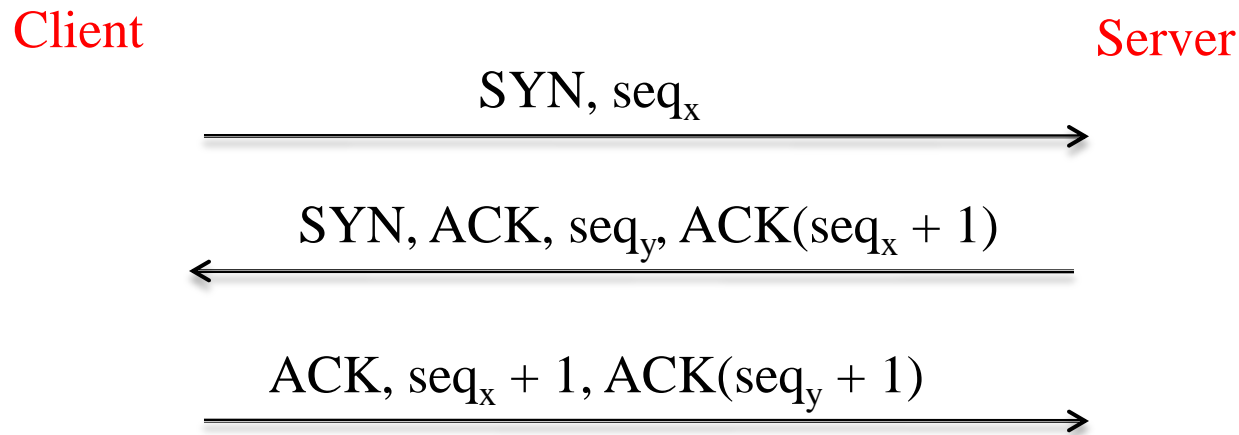 Client
Server
SYN, seqx
SYN, ACK, seqy, ACK(seqx + 1)
ACK, seqx + 1, ACK(seqy + 1)